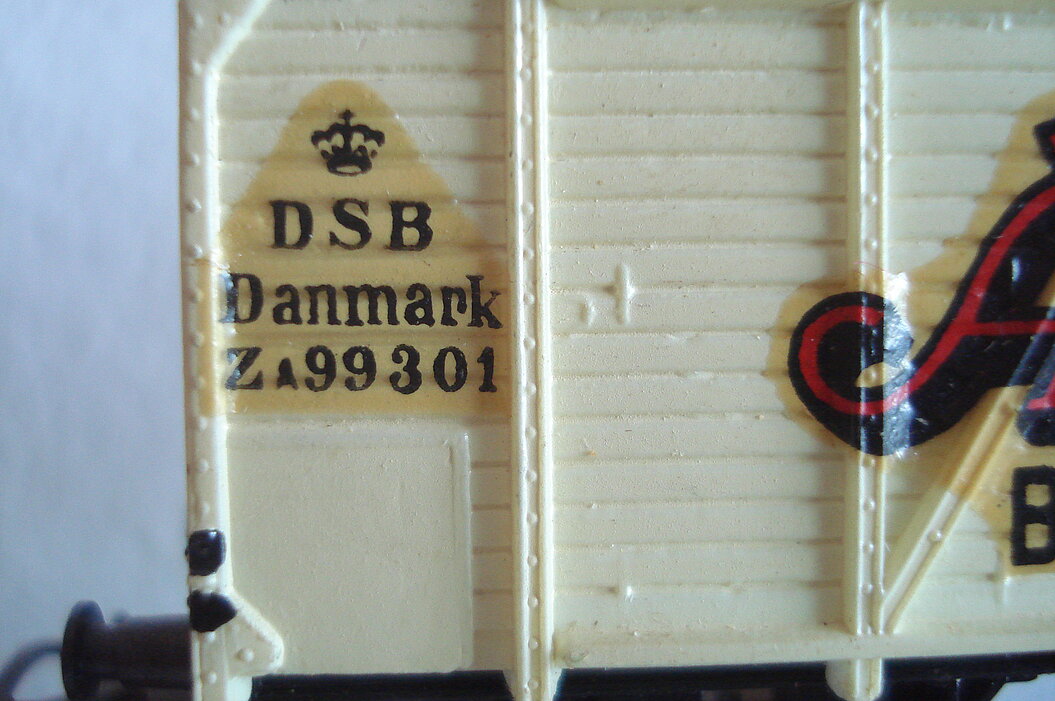 DSB
Danmark
ZA99301
A
B